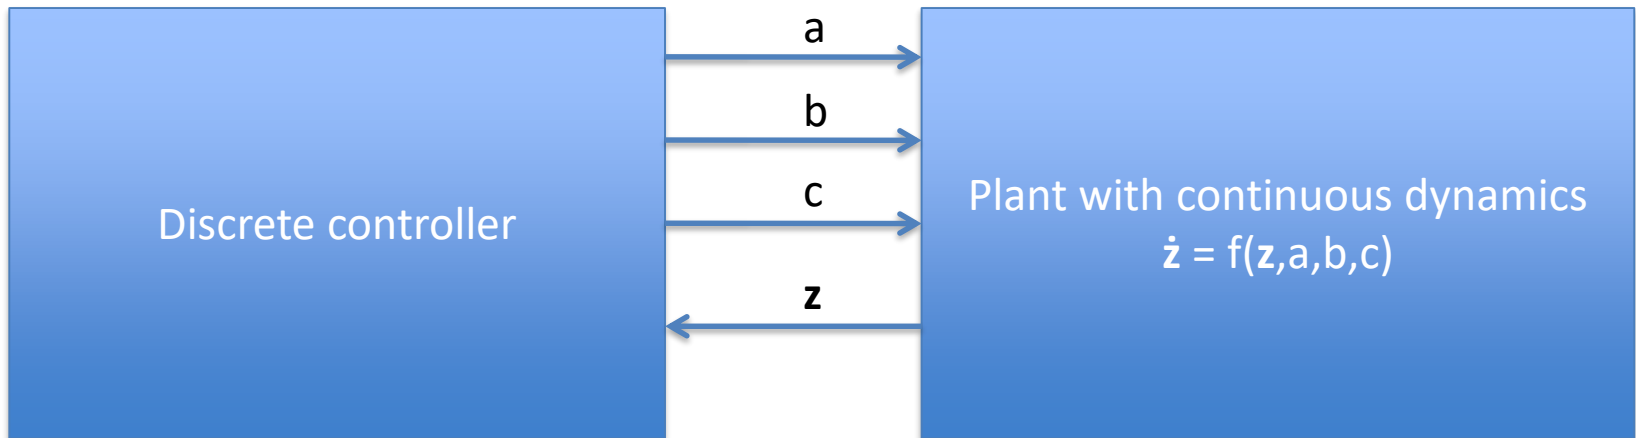 a
b
c
z
Discrete controller
Plant with continuous dynamics
ż = f(z,a,b,c)